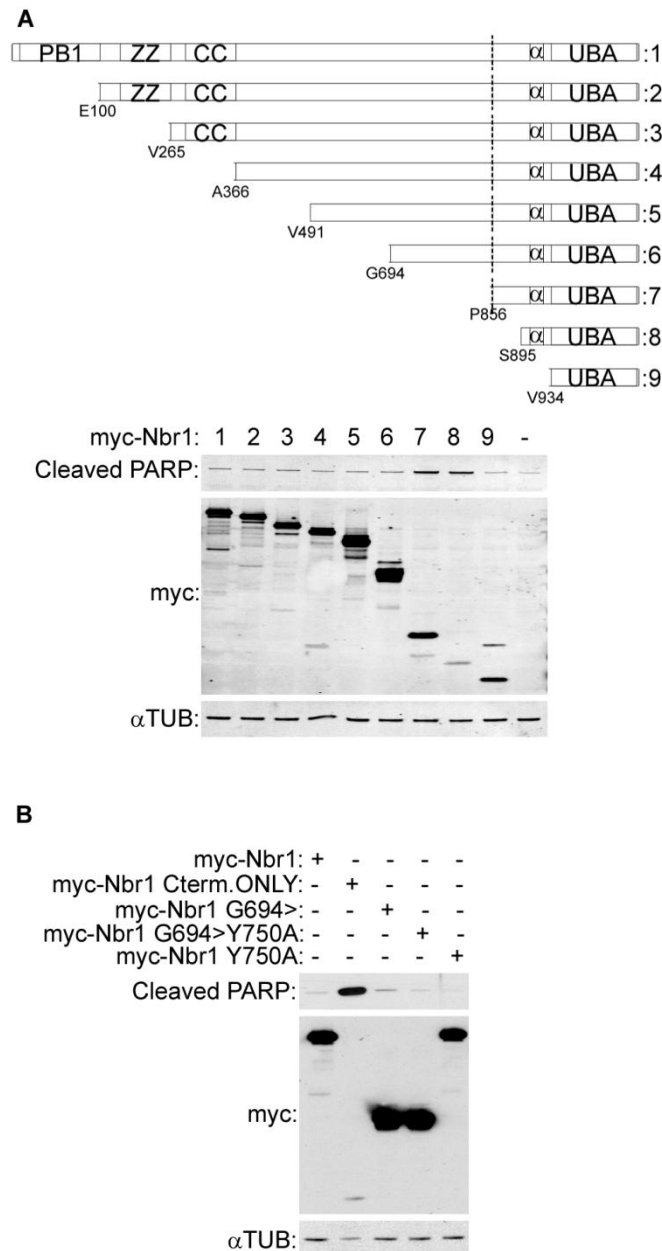 A
PB1 ZZ CC α UBA :1
ZZ CC α UBA :2
E100
CC α UBA :3
V265
α UBA :4
A366
α UBA :5
V491
α UBA :6
G694
α UBA :7
P856
α UBA :8
S895
UBA :9
V934
myc-Nbr1: 1 2 3 4 5 6 7 8 9 -
Cleaved PARP:
myc:
αTUB:
B
myc-Nbr1: + - - - -
myc-Nbr1 Cterm.ONLY: - + - - -
myc-Nbr1 G694>: - - + - -
myc-Nbr1 G694>Y750A: - - - + -
myc-Nbr1 Y750A: - - - - +
Cleaved PARP:
myc:
αTUB: